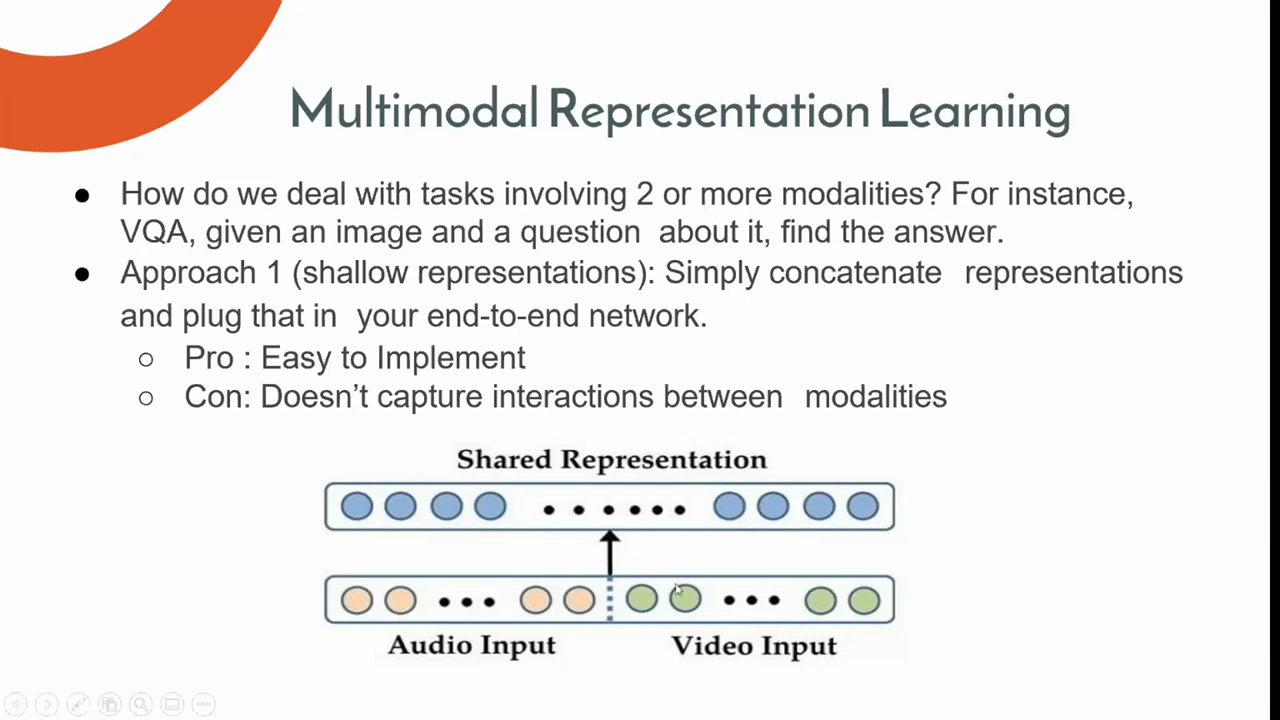 Multimodal Representation Learning
● How do we deal with tasks involving 2 or more modalities? For instance,
VQA, given an image and a question about it, find the answer.
● Approach 1 (shallow representations): Simply concatenate representations
and plug that in your end-to-end network.
○ Pro : Easy to Implement
○ Con: Doesn’t capture interactions between modalities
Shared Representation
Audio Input Video Input